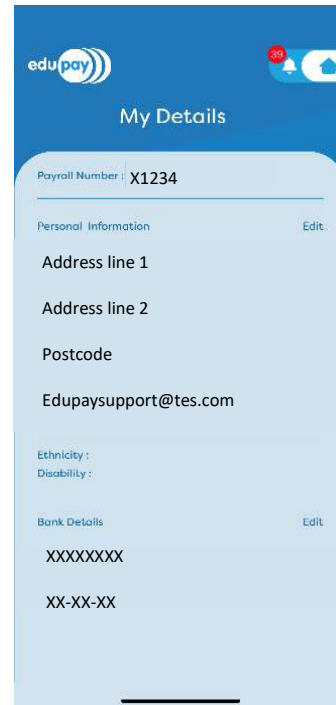 edupay
39
My Details
Payroll Number : X1234
Personal Information Edit
Address line 1
Address line 2
Postcode
Edupaysupport@tes.com
Ethnicity :
Disability :
Bank Details Edit
XXXXXXXX
XX-XX-XX